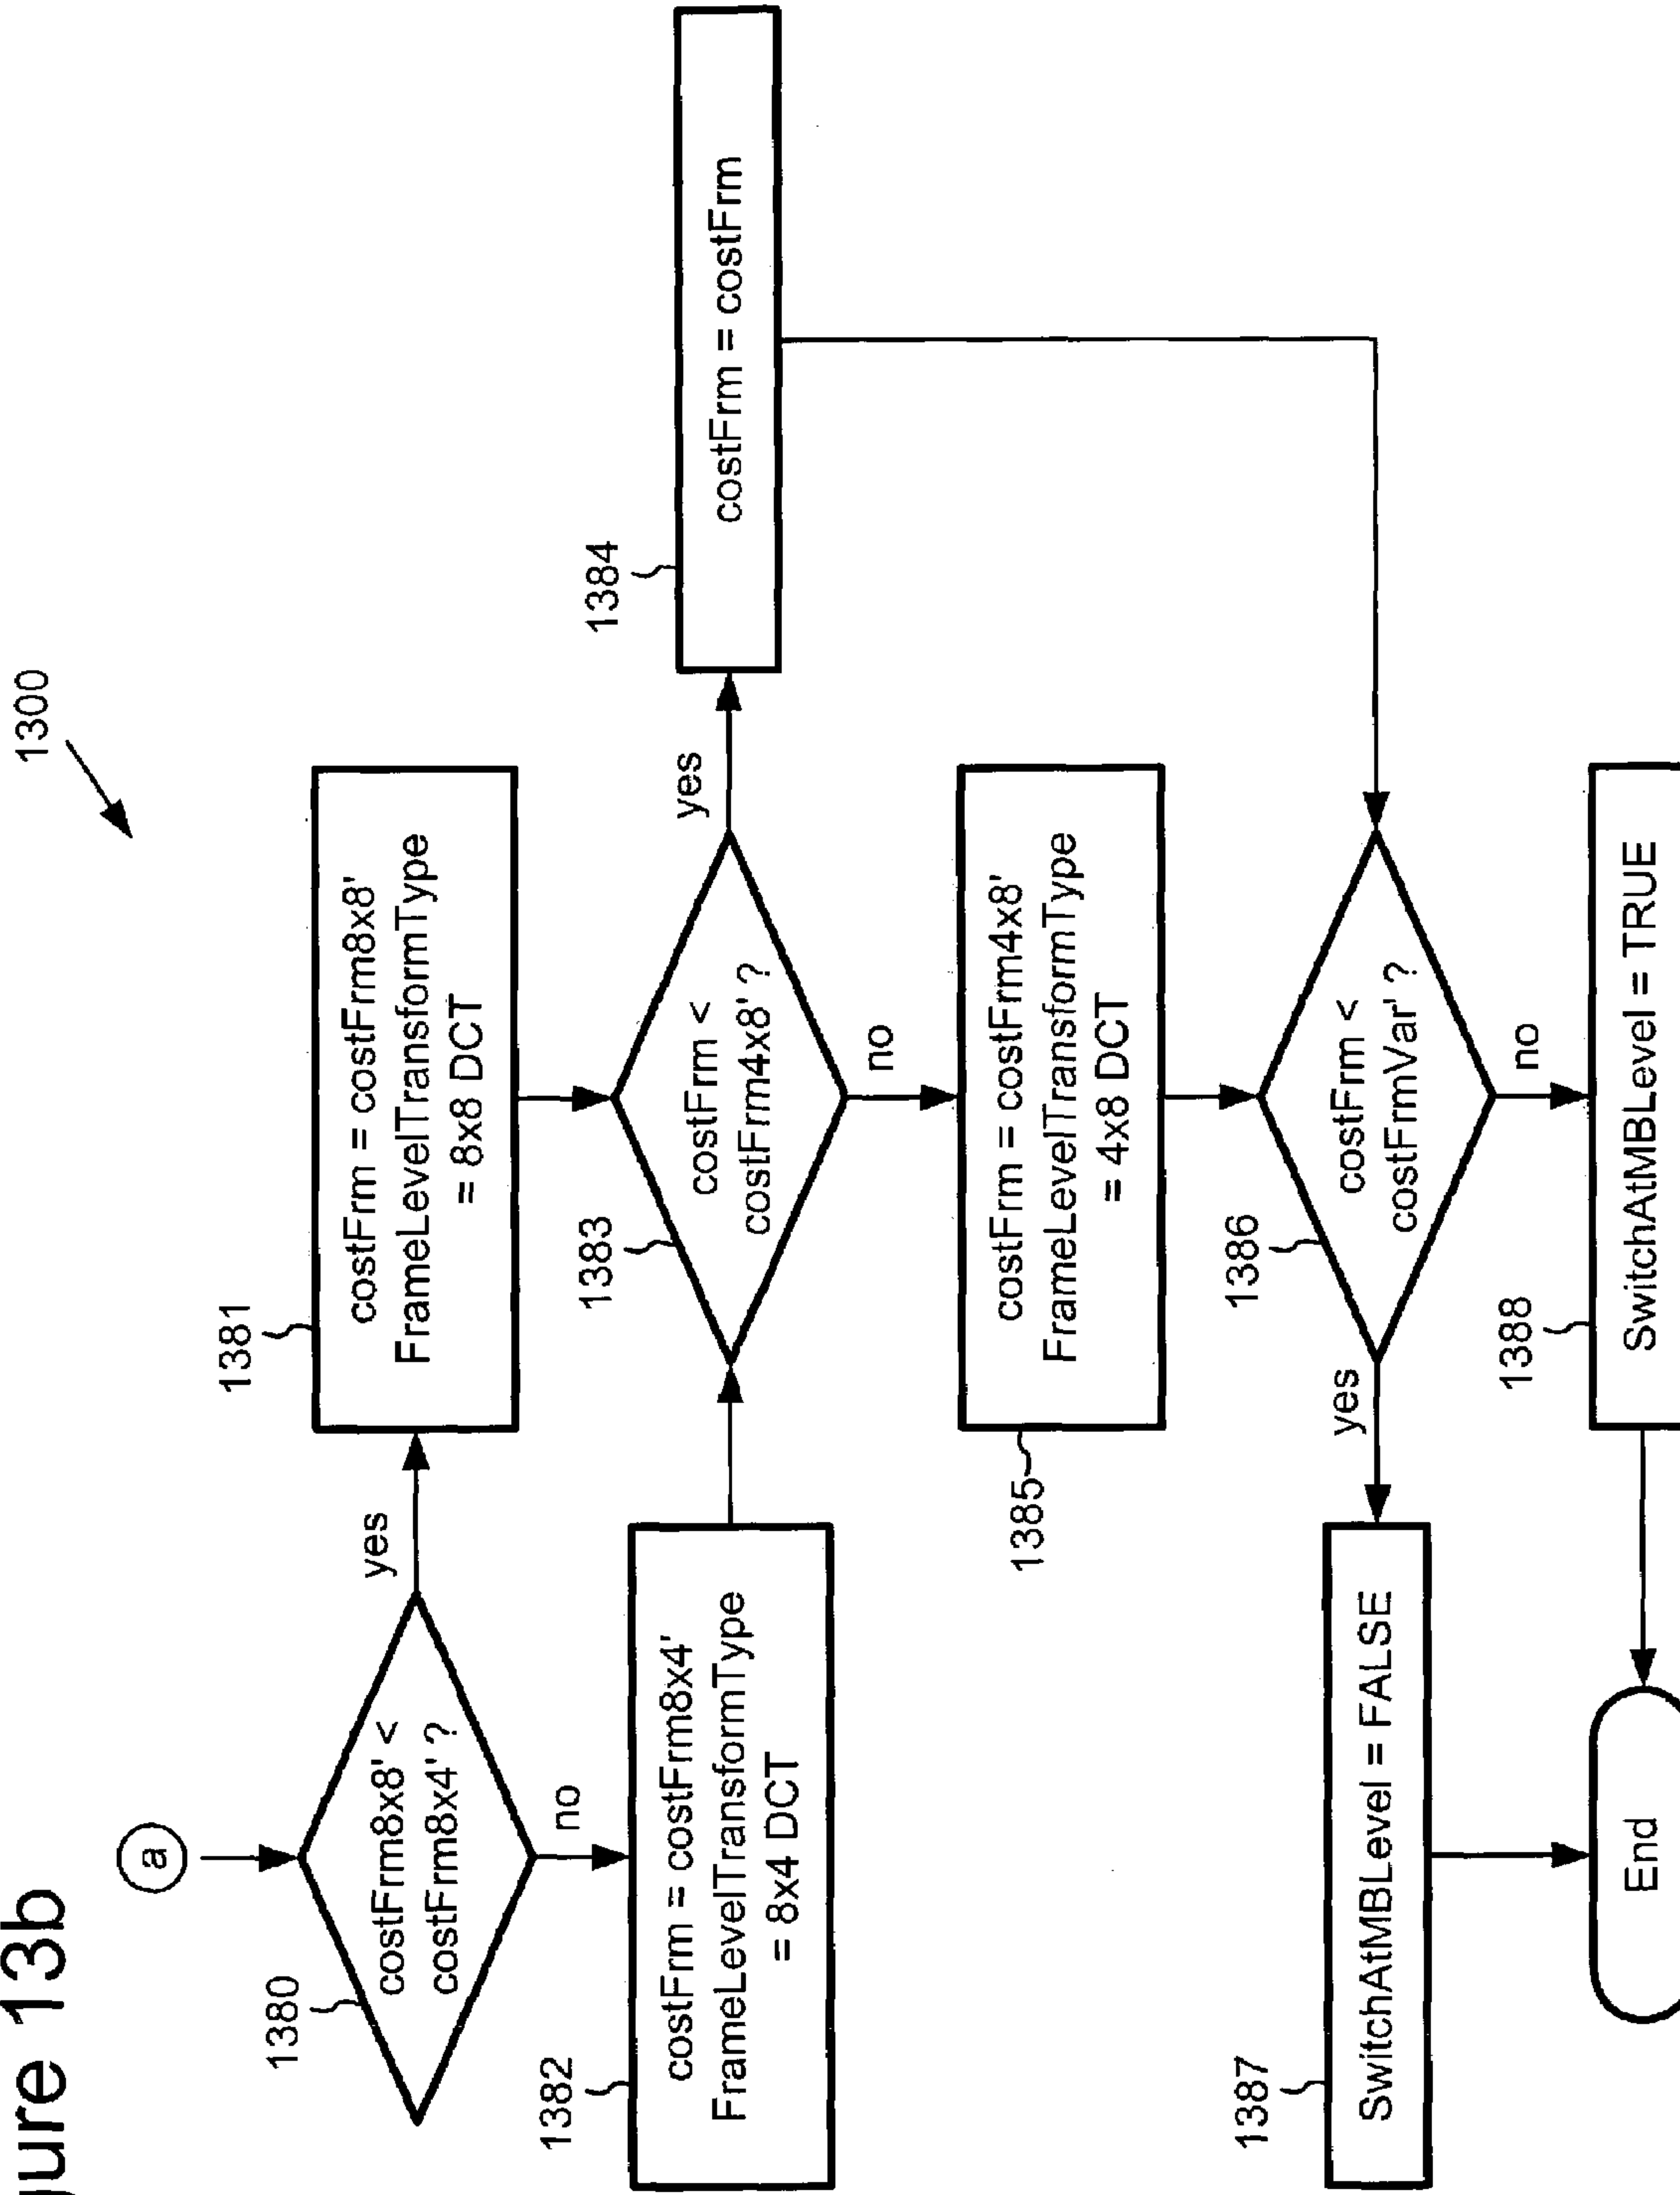 gure 13b
1300
a
1380
costFrm8x8' <
costFrm8x4' ?
yes
no
1381
costFrm = costFrm8x8'
FrameLevelTransformType
= 8x8 DCT
1382
costFrm = costFrm8x4'
FrameLevelTransformType
= 8x4 DCT
1383
costFrm <
costFrm4x8' ?
yes
no
1384
costFrm = costFrm
1385
costFrm = costFrm4x8'
FrameLevelTransformType
= 4x8 DCT
1386
costFrm <
costFrmVar' ?
yes
no
1387
SwitchAtMBLevel = FALSE
1388
SwitchAtMBLevel = TRUE
End